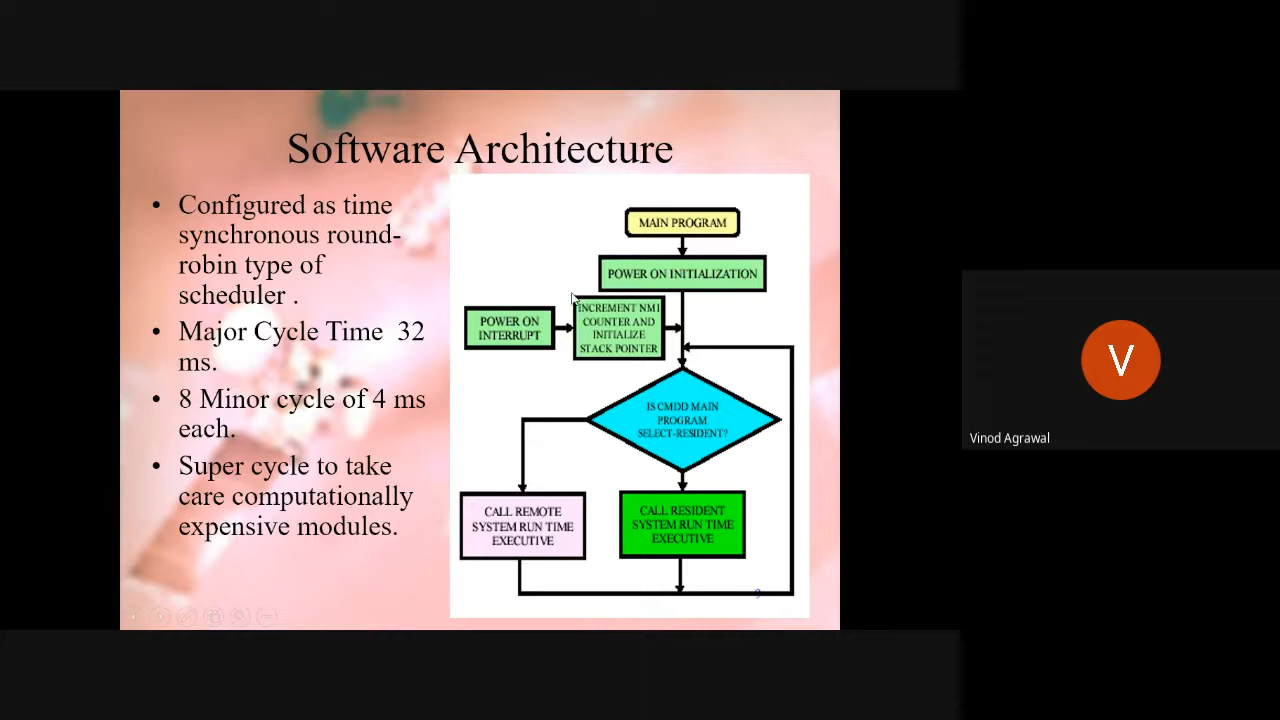 Software Architecture
• Configured as time
synchronous round-
robin type of
scheduler .
• Major Cycle Time 32
ms.
• 8 Minor cycle of 4 ms
each.
• Super cycle to take
care computationally
expensive modules.
MAIN PROGRAM
POWER ON INITIALIZATION
POWER ON
INTERRUPT
INCREMENT NMI
COUNTER AND
INITIALIZE
STACK POINTER
IS CMDD MAIN
PROGRAM
SELECT-RESIDENT?
CALL REMOTE
SYSTEM RUN TIME
EXECUTIVE
CALL RESIDENT
SYSTEM RUN TIME
EXECUTIVE
V
Vinod Agrawal